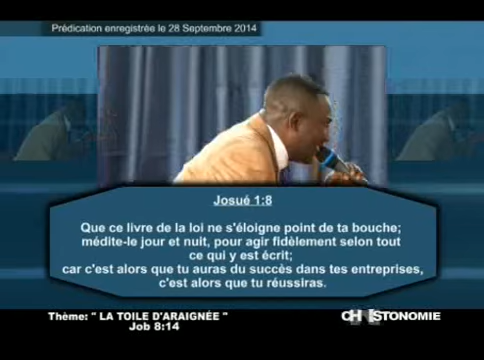 Prédication enregistrée le 28 Septembre 2014
Josué 1:8
Que ce livre de la loi ne s'éloigne point de ta bouche;
médite-le jour et nuit, pour agir fidèlement selon tout
ce qui y est écrit;
car c'est alors que tu auras du succès dans tes entreprises,
c'est alors que tu réussiras.
Thème: " LA TOILE D'ARAIGNÉE "
Job 8:14